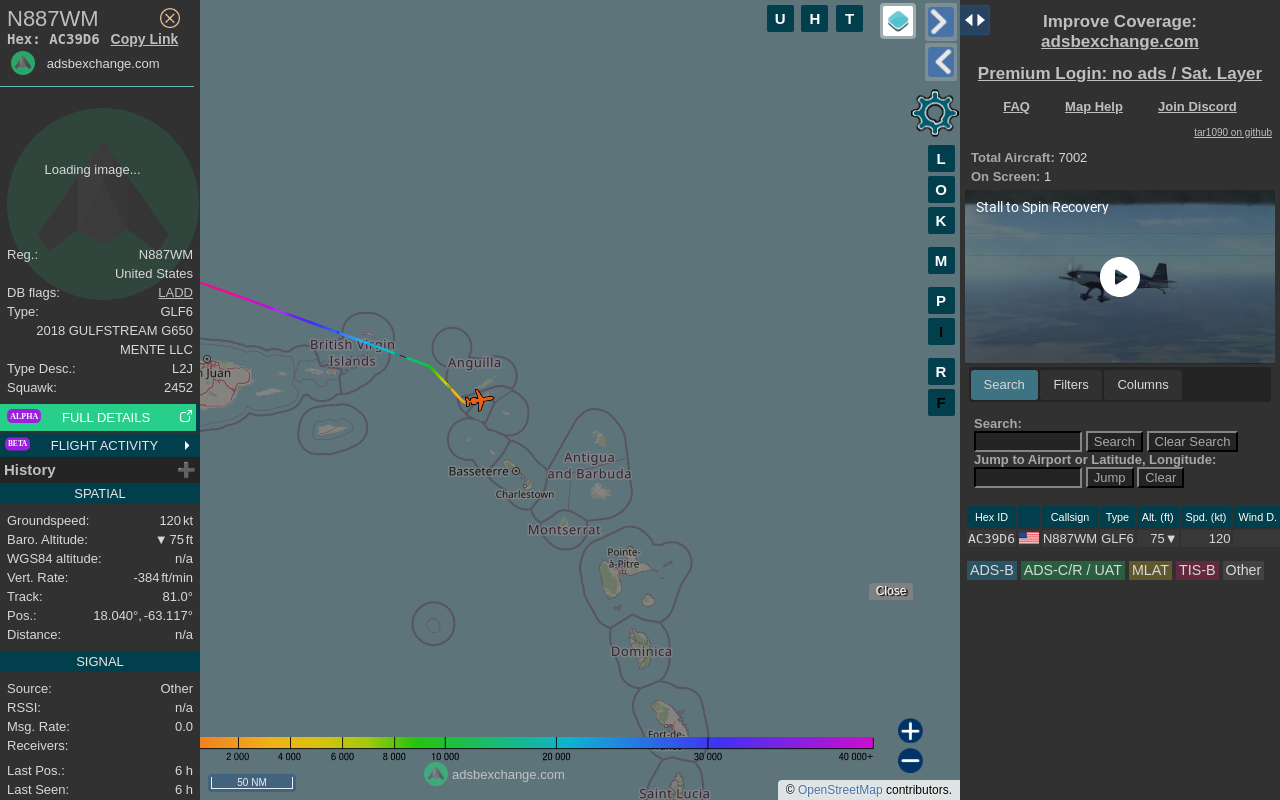 N887WM
Hex: AC39D6 Copy Link
adsbexchange.com
Loading image...
Reg.: N887WM
United States
DB flags: LADD
Type: GLF6
2018 GULFSTREAM G650
MENTE LLC
Type Desc.: L2J
Squawk: 2452
ALPHA FULL DETAILS
BETA FLIGHT ACTIVITY
History
SPATIAL
Groundspeed: 120 kt
Baro. Altitude: ▼ 75 ft
WGS84 altitude: n/a
Vert. Rate: -384 ft/min
Track: 81.0°
Pos.: 18.040°, -63.117°
Distance: n/a
SIGNAL
Source: Other
RSSI: n/a
Msg. Rate: 0.0
Receivers:
Last Pos.: 6 h
Last Seen: 6 h
U H T
L
O
K
M
P
I
R
F
British Virgin
Islands
Anguilla
n Juan
Basseterre
Charlestown
Antigua
and Barbuda
Montserrat
Pointe-
à-Pitre
Dominica
Fort-de-
Saint Lucia
Close
2 000 4 000 6 000 8 000 10 000 20 000 30 000 40 000+
50 NM
adsbexchange.com
© OpenStreetMap contributors.
Improve Coverage:
adsbexchange.com
Premium Login: no ads / Sat. Layer
FAQ Map Help Join Discord
tar1090 on github
Total Aircraft: 7002
On Screen: 1
Stall to Spin Recovery
Search Filters Columns
Search:
Search Clear Search
Jump to Airport or Latitude, Longitude:
Jump Clear
Hex ID Callsign Type Alt. (ft) Spd. (kt) Wind D.
AC39D6 N887WM GLF6 75▼ 120
ADS-B ADS-C/R / UAT MLAT TIS-B Other